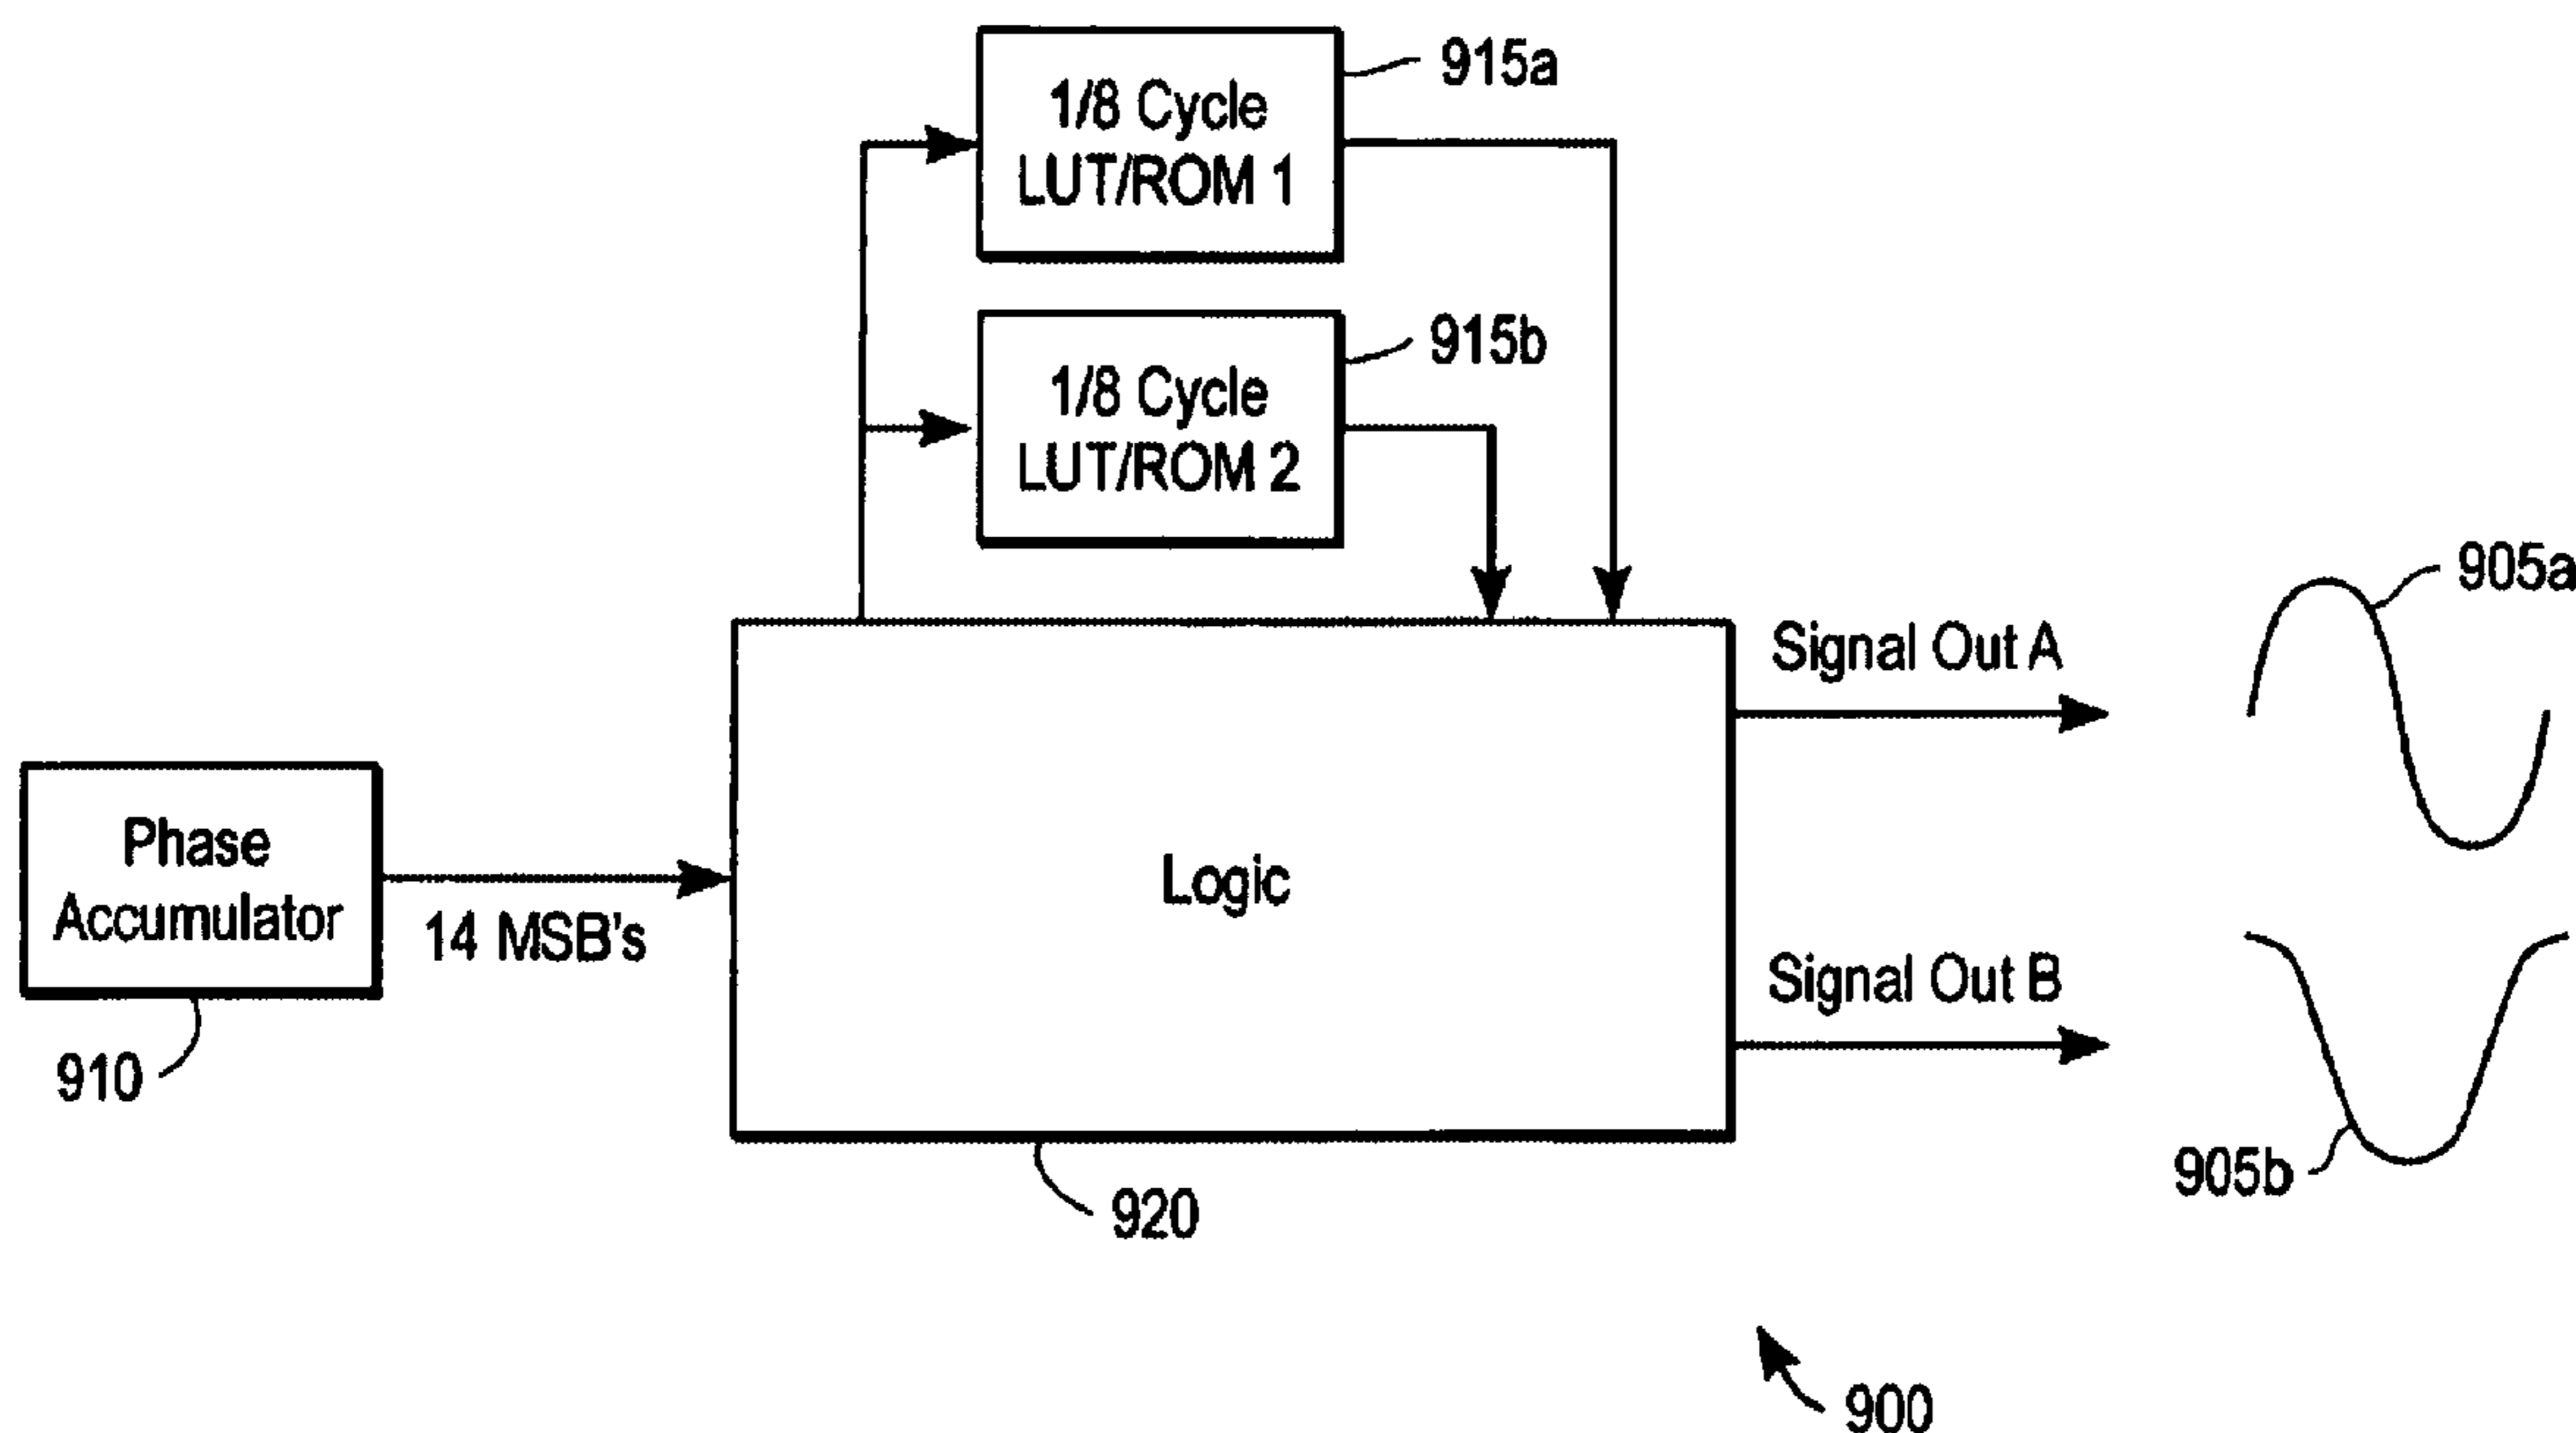 1/8 Cycle
LUT/ROM 1
915a
1/8 Cycle
LUT/ROM 2
915b
905a
Signal Out A
Phase
Accumulator
14 MSB's
Logic
Signal Out B
910
905b
920
900